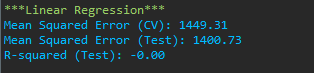 ***Linear Regression***
Mean Squared Error (CV): 1449.31
Mean Squared Error (Test): 1400.73
R-squared (Test): -0.00